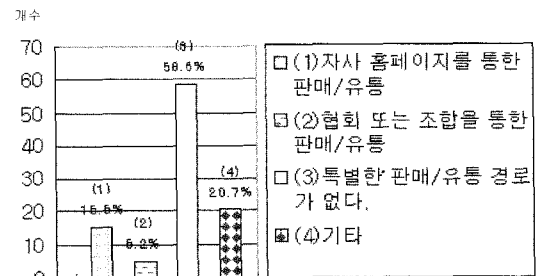 개수
70
60
50
40
30
20
10
0
(1)
15.5%
(2)
5.2%
(3)
58.6%
(4)
20.7%
(1)자사 홈페이지를 통한
판매/유통
(2)협회 또는 조합을 통한
판매/유통
(3)특별한 판매/유통 경로
가 없다.
(4)기타